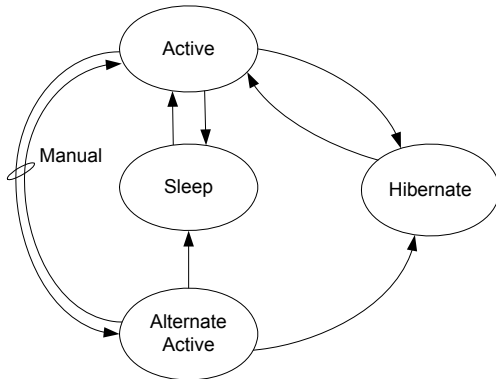 Active
Manual
Sleep
Hibernate
Alternate
Active